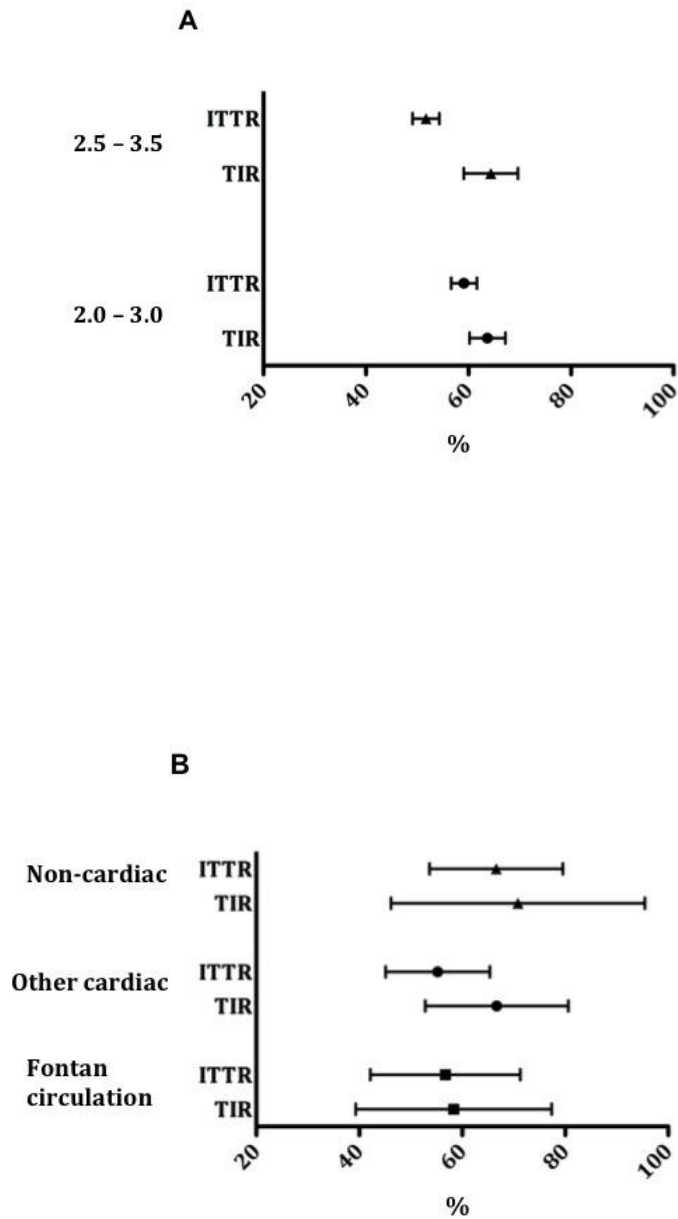 A
ITTR
2.5 – 3.5
TIR
ITTR
2.0 – 3.0
TIR
20 40 60 80 100
%
B
Non-cardiac ITTR
TIR
Other cardiac ITTR
TIR
Fontan ITTR
circulation TIR
20 40 60 80 100
%